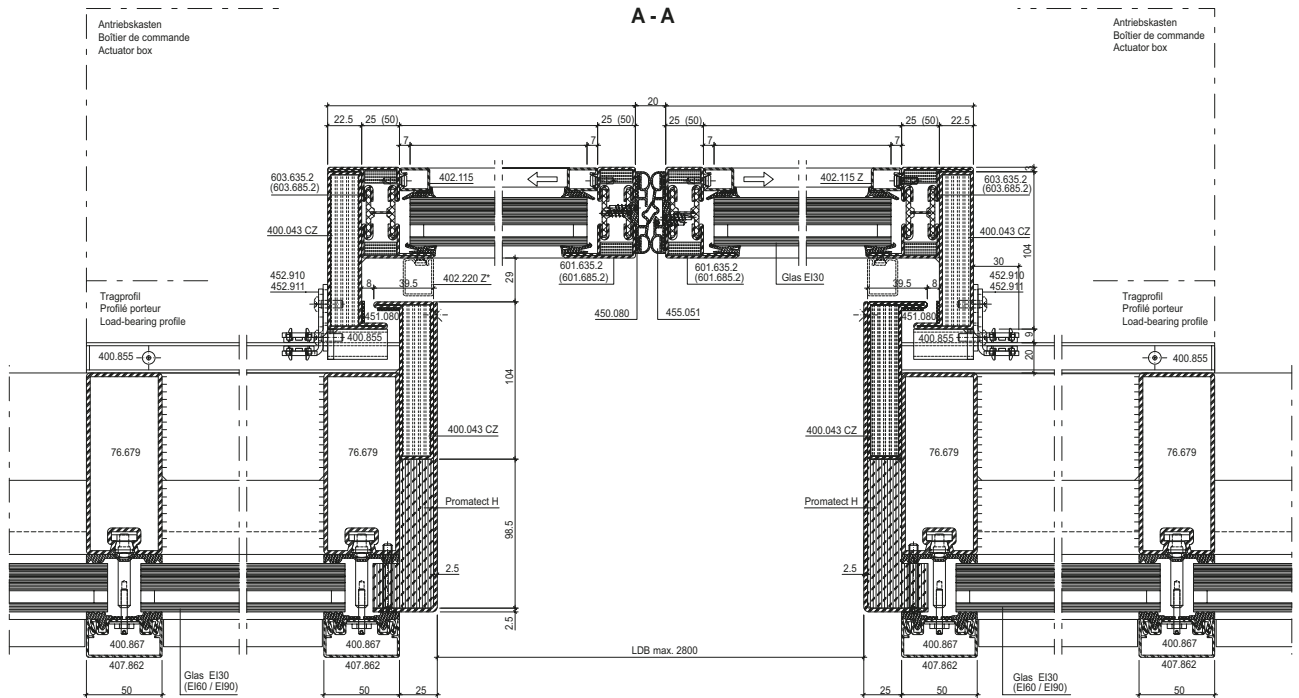 A - A
Antriebskasten
Boîtier de commande
Actuator box
Antriebskasten
Boîtier de commande
Actuator box
20
22.5
25 (50)
25 (50)
25 (50)
25 (50)
22.5
7
7
7
7
603.635.2
(603.685.2)
402.115
402.115 Z
603.635.2
(603.685.2)
400.043 CZ
400.043 CZ
104
30
452.910
452.911
8
39.5
29
402.220 Z*
601.635.2
(601.685.2)
601.635.2
(601.685.2)
Glas EI30
39.5
8
452.910
452.911
Tragprofil
Profilé porteur
Load-bearing profile
451.080
450.080
455.051
451.080
Tragprofil
Profilé porteur
Load-bearing profile
400.855
400.855
9
400.855
20
400.855
104
400.043 CZ
400.043 CZ
76.679
76.679
76.679
76.679
Promatect H
98.5
Promatect H
2.5
2.5
2.5
400.867
400.867
400.867
400.867
407.862
407.862
LDB max. 2800
407.862
407.862
Glas EI30
(EI60 / EI90)
Glas EI30
(EI60 / EI90)
50
50
25
25
50
50